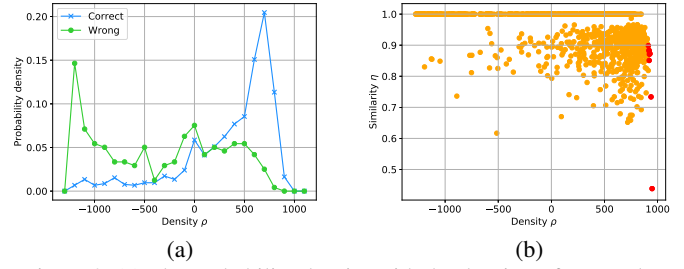 0.20
0.15
0.10
0.05
0.00
Probability density
Correct
Wrong
−1000 −500 0 500 1000
Density ρ
(a)
1.0
0.9
0.8
0.7
0.6
0.5
Similarity η
−1000 −500 0 500 1000
Density ρ
(b)